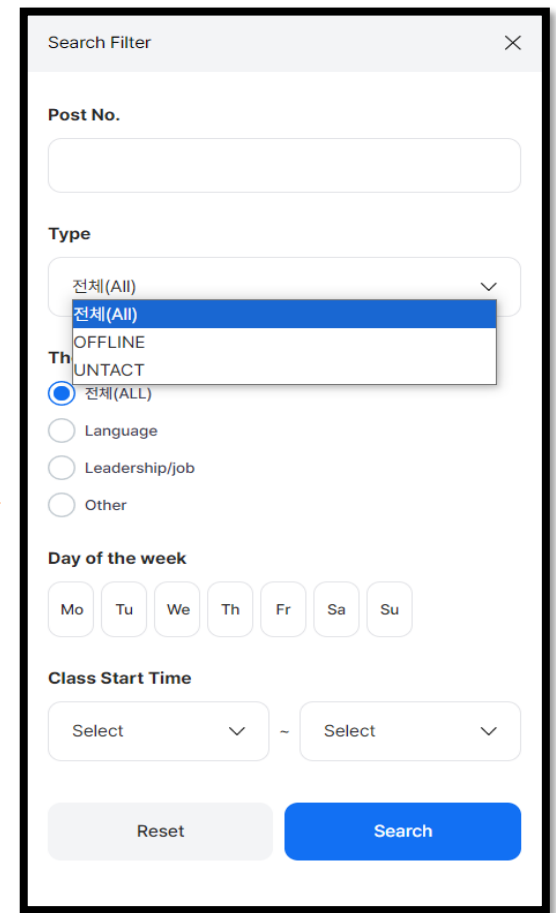 Search Filter
Post No.
Type
전체(All)
전체(All)
OFFLINE
Th
UNTACT
전체(ALL)
Language
Leadership/job
Other
Day of the week
Mo Tu We Th Fr Sa Su
Class Start Time
Select ~ Select
Reset Search